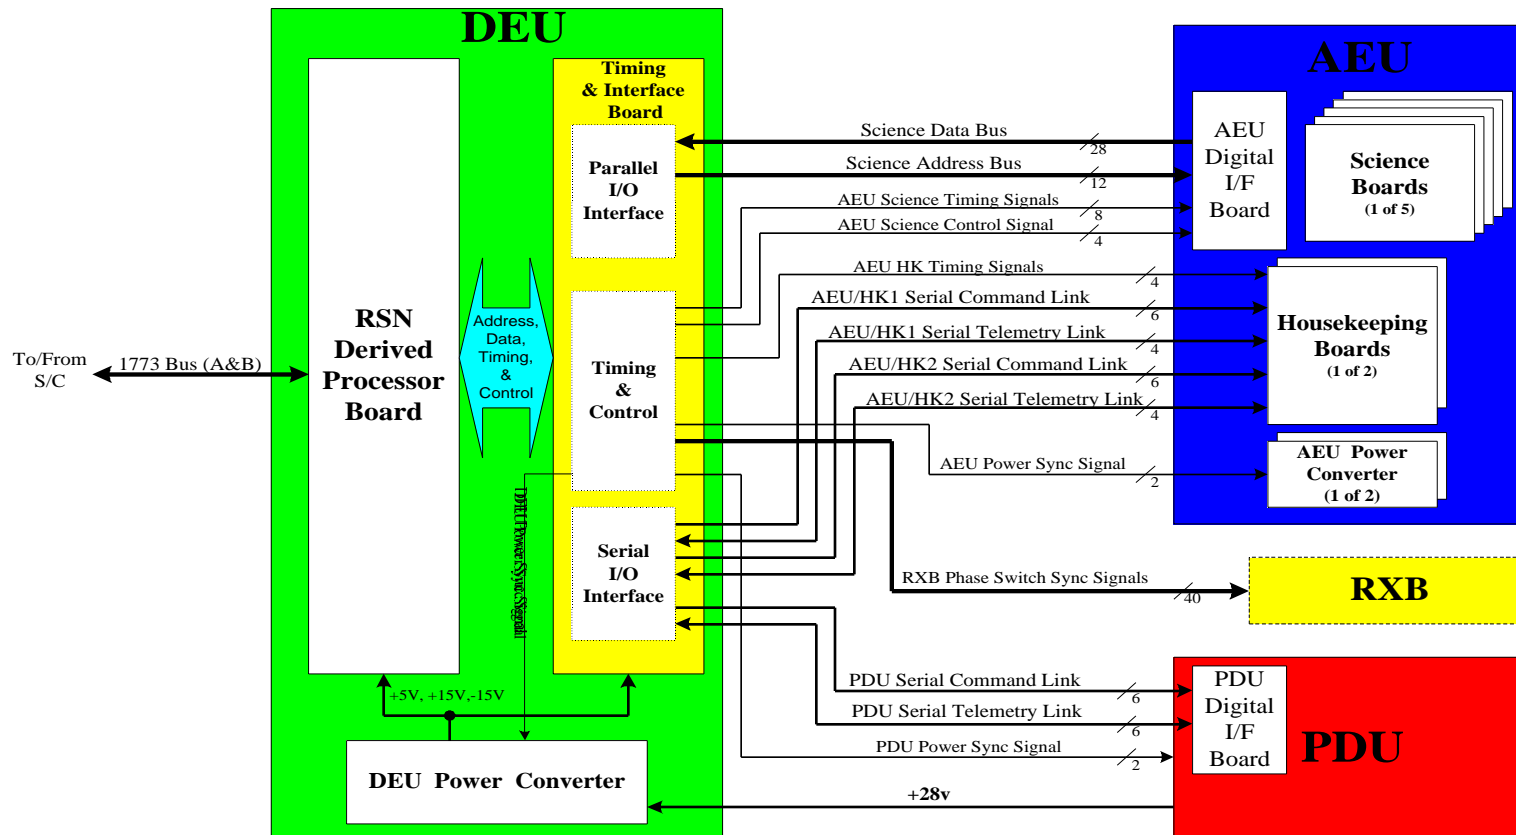 DEU
Timing
& Interface
Board
RSN
Derived
Processor
Board
Address,
Data,
Timing,
&
Control
Parallel
I/O
Interface
Timing
&
Control
Serial
I/O
Interface
To/From
S/C
1773 Bus (A&B)
DEU Power Sync Signal
+5V, +15V,-15V
DEU Power Converter
Science Data Bus
28
Science Address Bus
12
AEU Science Timing Signals
8
AEU Science Control Signal
4
AEU HK Timing Signals
4
AEU/HK1 Serial Command Link
6
AEU/HK1 Serial Telemetry Link
4
AEU/HK2 Serial Command Link
6
AEU/HK2 Serial Telemetry Link
4
AEU Power Sync Signal
2
RXB Phase Switch Sync Signals
40
PDU Serial Command Link
6
PDU Serial Telemetry Link
6
PDU Power Sync Signal
2
+28v
AEU
AEU
Digital
I/F
Board
Science
Boards
(1 of 5)
Housekeeping
Boards
(1 of 2)
AEU Power
Converter
(1 of 2)
RXB
PDU
Digital
I/F
Board
PDU